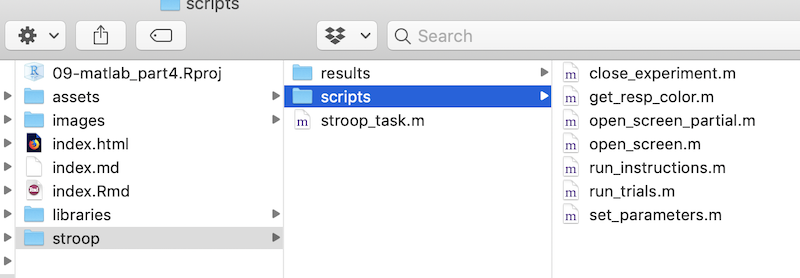 scripts
Search
09-matlab_part4.Rproj
assets
images
index.html
index.md
index.Rmd
libraries
stroop
results
scripts
stroop_task.m
close_experiment.m
get_resp_color.m
open_screen_partial.m
open_screen.m
run_instructions.m
run_trials.m
set_parameters.m